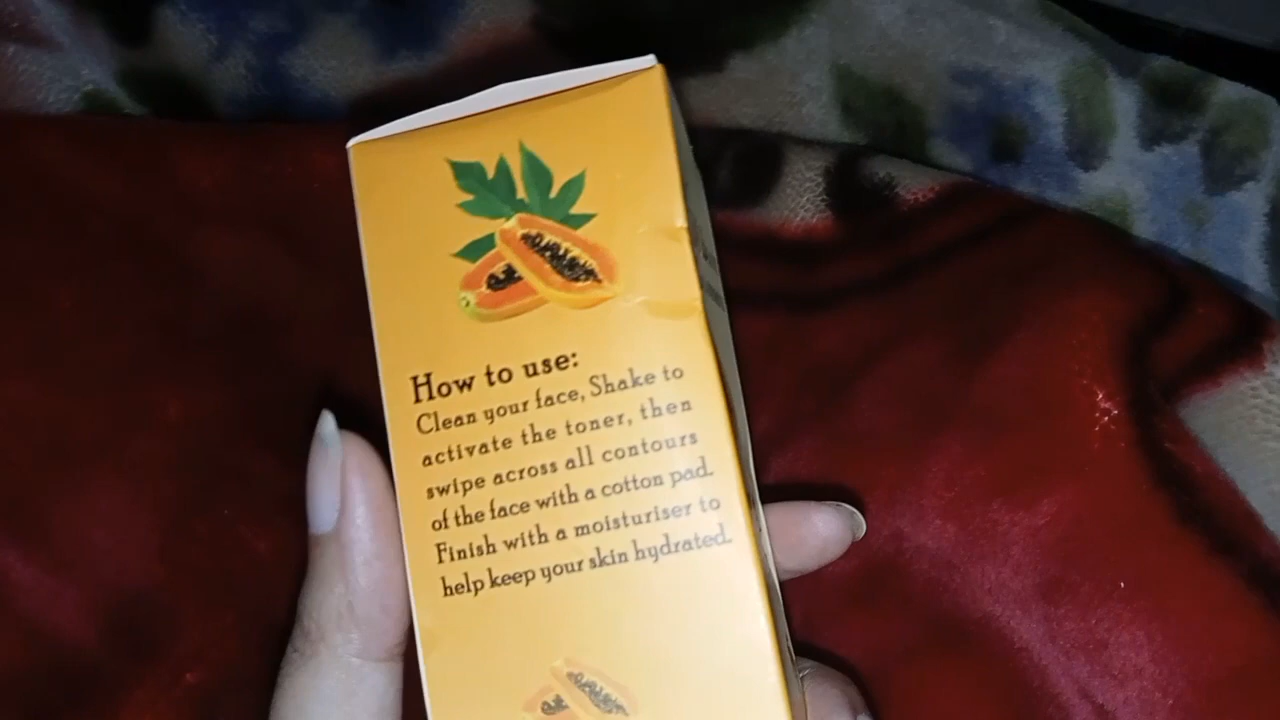 How to use:
Clean your face, Shake to
activate the toner, then
swipe across all contours
of the face with a cotton pad.
Finish with a moisturiser to
help keep your skin hydrated.